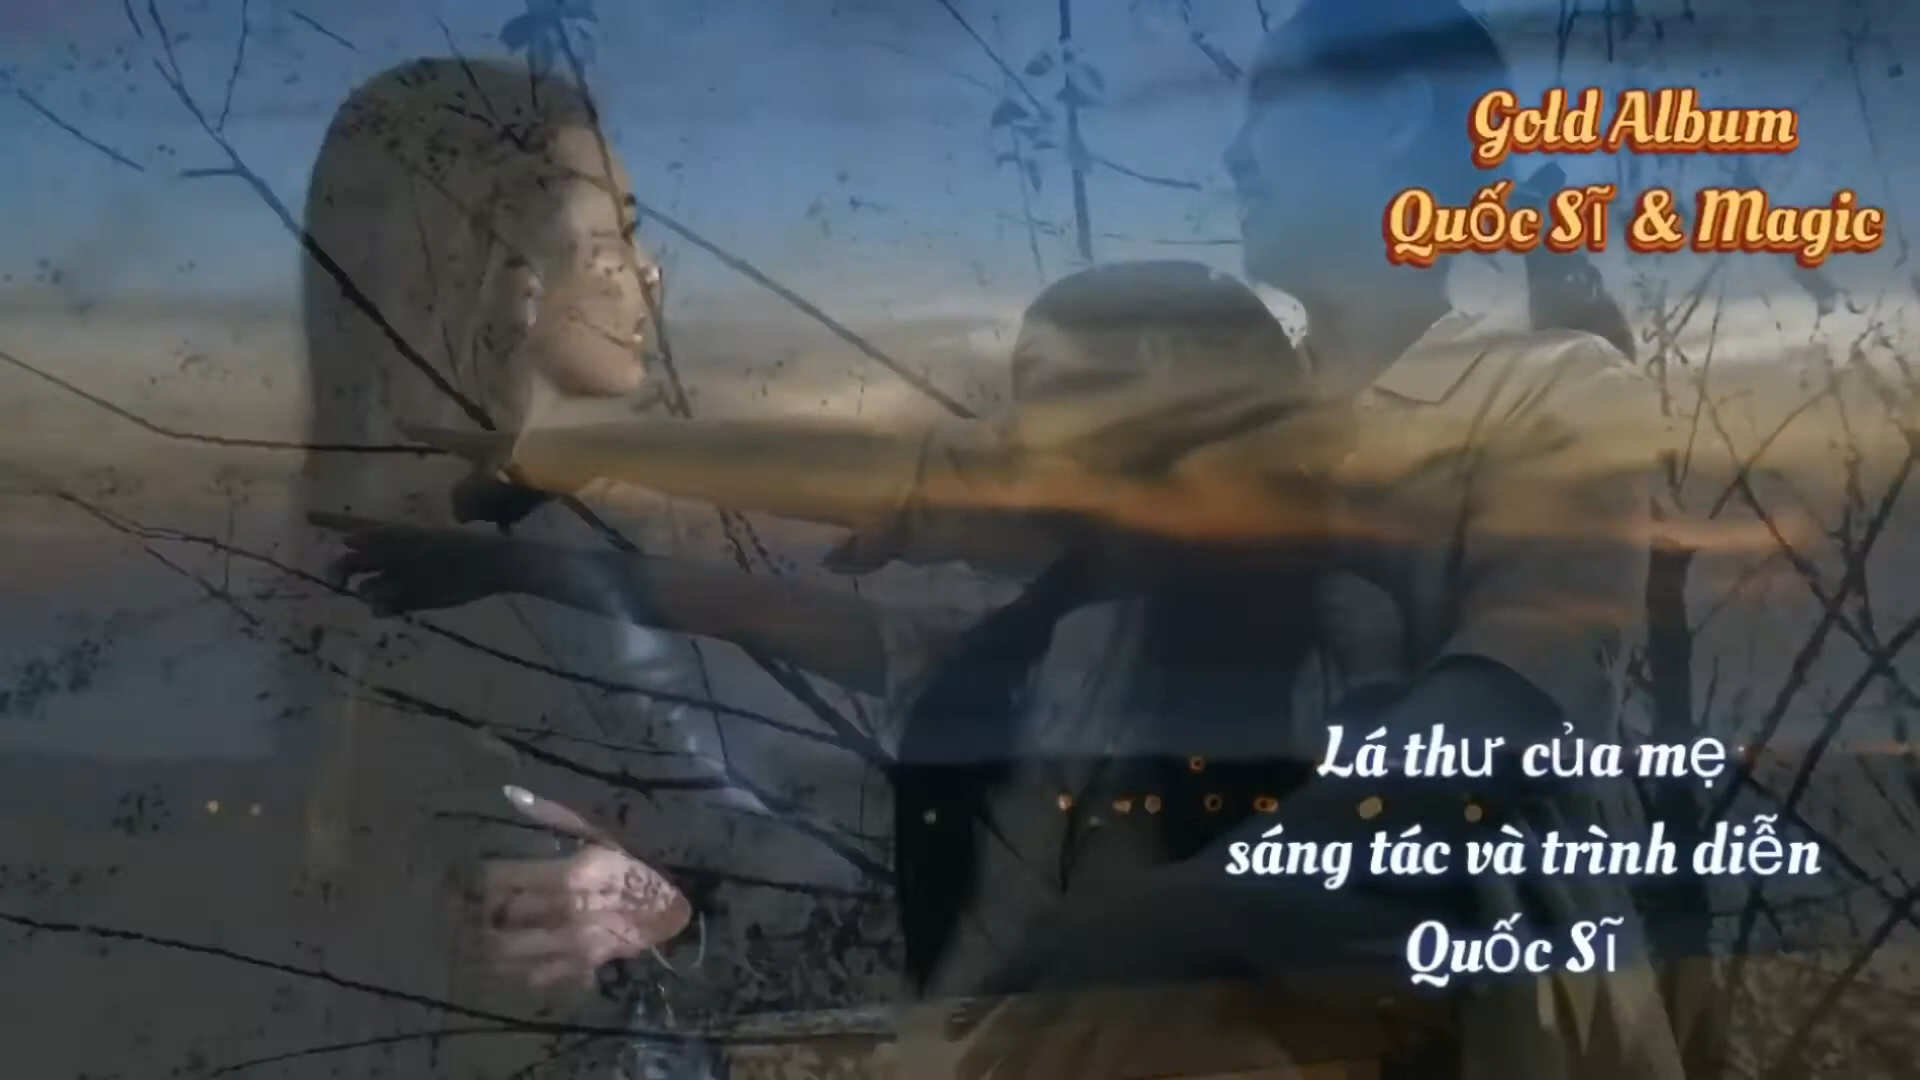 Gold Album
Quốc Sĩ & Magic
Lá thư của mẹ
sáng tác và trình diễn
Quốc Sĩ